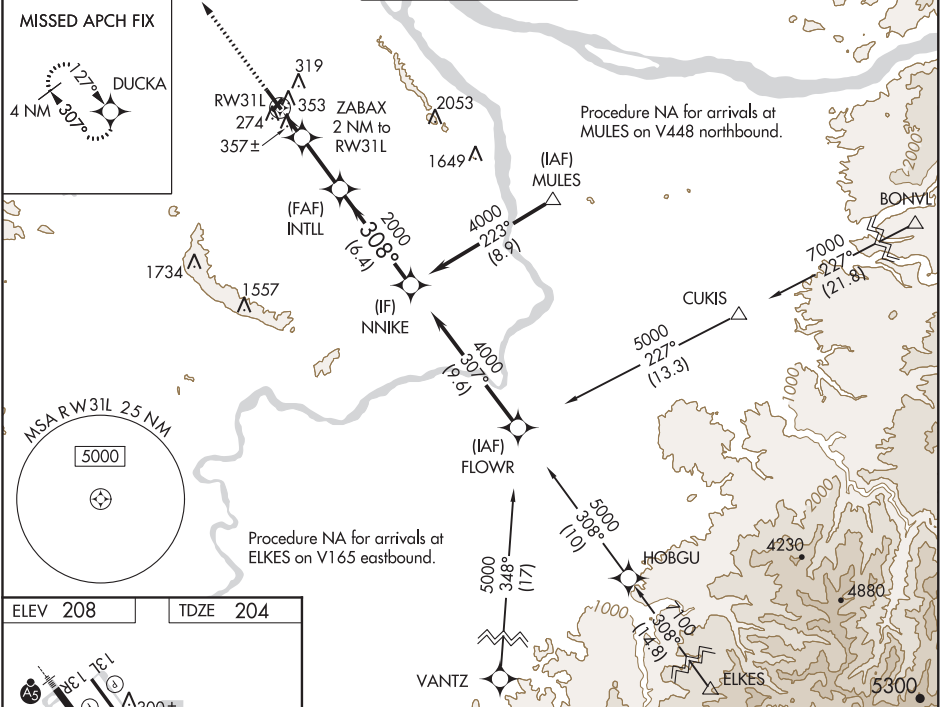 MISSED APCH FIX
127°
DUCKA
4 NM
307°
319
RW31L
353
274
357±
ZABAX
2 NM to
RW31L
2053
1649
Procedure NA for arrivals at
MULES on V448 northbound.
(IAF)
MULES
2000
BONVL
(FAF)
INTLL
2000
308°
(6.4)
4000
223°
(8.9)
7000
227°
(21.8)
1734
1557
(IF)
NNIKE
CUKIS
5000
227°
(13.3)
4000
307°
(9.6)
1000
MSA RW31L 25 NM
5000
(IAF)
FLOWR
2000
5000
308°
(10)
Procedure NA for arrivals at
ELKES on V165 eastbound.
HOBGU
4230
4880
5000
348°
(17)
1000
7100
308°
(14.8)
ELEV 208
TDZE 204
VANTZ
ELKES
5300
13L
13R
P
A5
300±